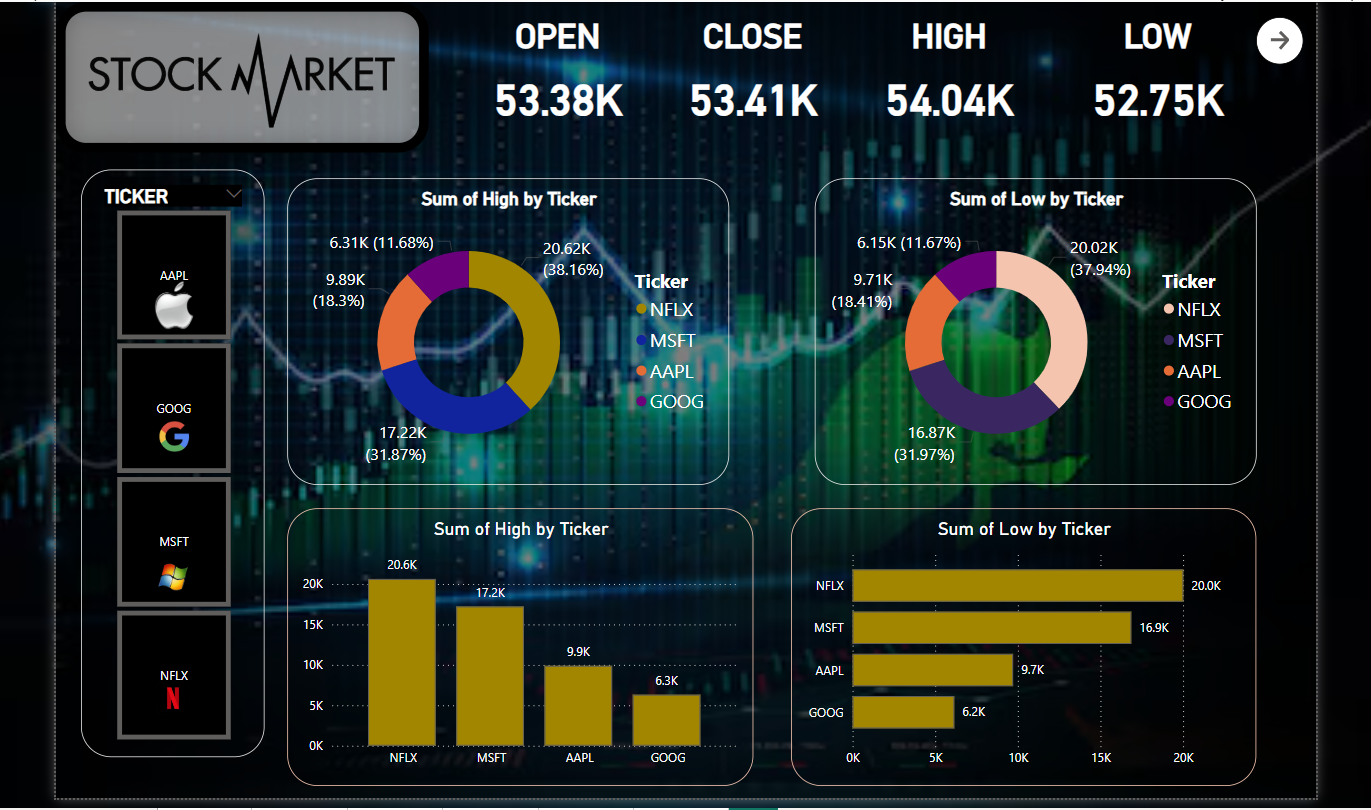 STOCK MARKET
OPEN
CLOSE
HIGH
LOW
53.38K
53.41K
54.04K
52.75K
TICKER
AAPL
GOOG
MSFT
NFLX
Sum of High by Ticker
6.31K (11.68%)
20.62K
(38.16%)
9.89K
(18.3%)
17.22K
(31.87%)
Ticker
NFLX
MSFT
AAPL
GOOG
Sum of Low by Ticker
6.15K (11.67%)
20.02K
(37.94%)
9.71K
(18.41%)
16.87K
(31.97%)
Ticker
NFLX
MSFT
AAPL
GOOG
Sum of High by Ticker
20K
15K
10K
5K
0K
20.6K
17.2K
9.9K
6.3K
NFLX
MSFT
AAPL
GOOG
Sum of Low by Ticker
NFLX
20.0K
MSFT
16.9K
AAPL
9.7K
GOOG
6.2K
0K
5K
10K
15K
20K